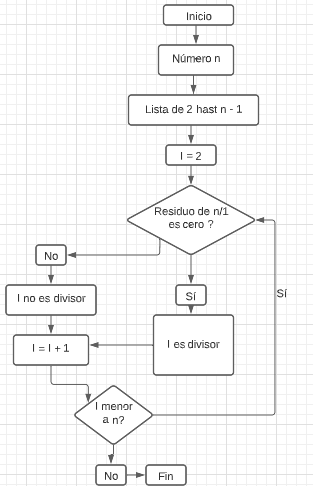 Inicio
Número n
Lista de 2 hast n - 1
I = 2
Residuo de n/1
es cero ?
No
Sí
Sí
I no es divisor
I es divisor
I = I + 1
I menor
a n?
No
Fin